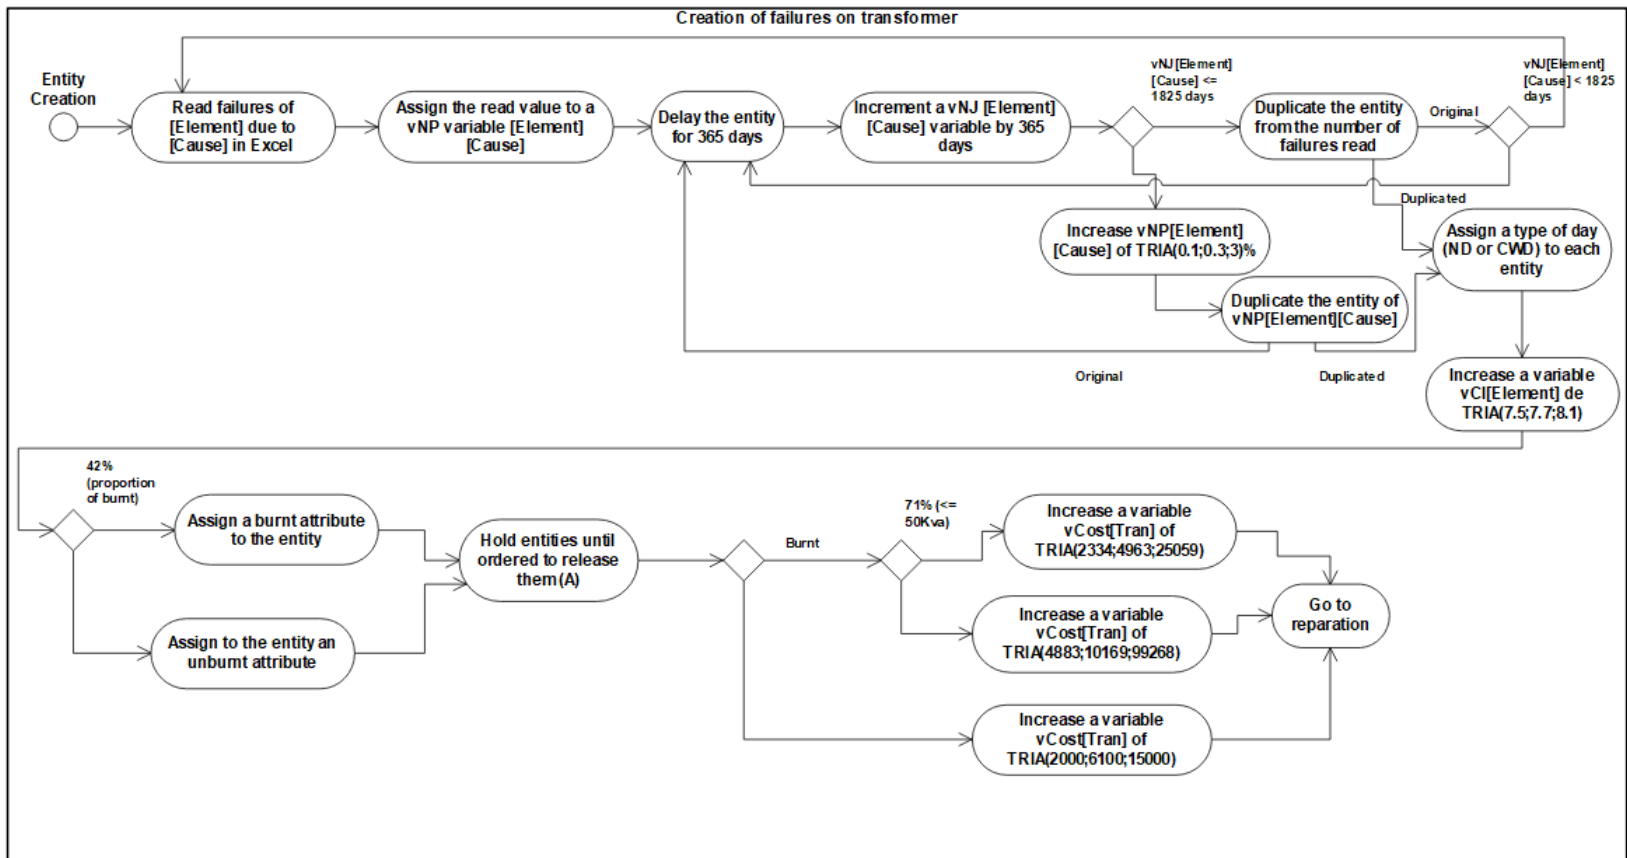 Creation of failures on transformer
Entity
Creation
Read failures of
[Element] due to
[Cause] in Excel
Assign the read value to a
vNP variable [Element]
[Cause]
Delay the entity
for 365 days
Increment a vNJ [Element]
[Cause] variable by 365
days
vNJ[Element]
[Cause] <=
1825 days
Duplicate the entity
from the number of
failures read
Original
vNJ[Element]
[Cause] < 1825
days
Duplicated
Increase vNP[Element]
[Cause] of TRIA(0.1;0.3;3)%
Assign a type of day
(ND or CWD) to each
entity
Duplicate the entity of
vNP[Element][Cause]
Original
Duplicated
Increase a variable
vCI[Element] de
TRIA(7.5;7.7;8.1)
42%
(proportion
of burnt)
Assign a burnt attribute
to the entity
Assign to the entity an
unburnt attribute
Hold entities until
ordered to release
them (A)
Burnt
71% (<=
50Kva)
Increase a variable
vCost[Tran] of
TRIA(2334;4963;25059)
Increase a variable
vCost[Tran] of
TRIA(4883;10169;99268)
Go to
reparation
Increase a variable
vCost[Tran] of
TRIA(2000;6100;15000)